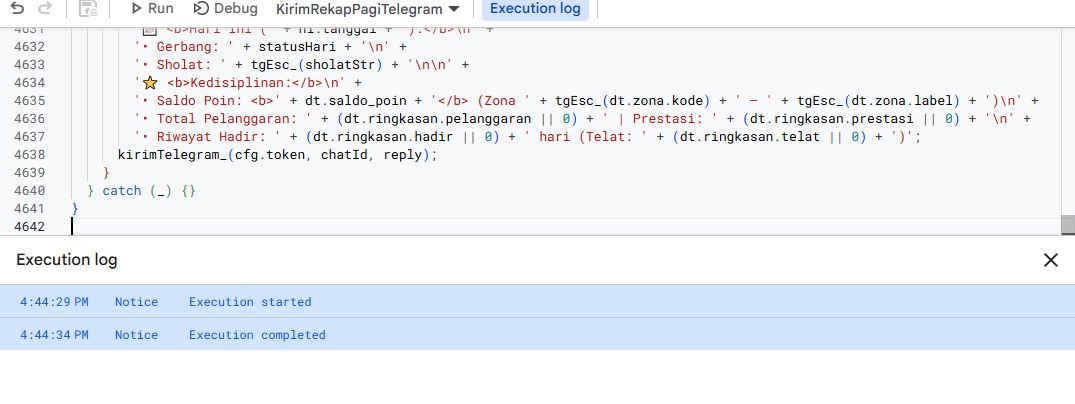 Run Debug KirimRekapPagiTelegram Execution log
4631 '📅 <b>Hari ini (' + hl.tanggal + '):</b>\n' +
4632 '• Gerbang: ' + statusHari + '\n' +
4633 '• Sholat: ' + tgEsc_(sholatStr) + '\n\n' +
4634 '⭐ <b>Kedisiplinan:</b>\n' +
4635 '• Saldo Poin: <b>' + dt.saldo_poin + '</b> (Zona ' + tgEsc_(dt.zona.kode) + ' — ' + tgEsc_(dt.zona.label) + ')\n' +
4636 '• Total Pelanggaran: ' + (dt.ringkasan.pelanggaran || 0) + ' | Prestasi: ' + (dt.ringkasan.prestasi || 0) + '\n' +
4637 '• Riwayat Hadir: ' + (dt.ringkasan.hadir || 0) + ' hari (Telat: ' + (dt.ringkasan.telat || 0) + ')';
4638 kirimTelegram_(cfg.token, chatId, reply);
4639 }
4640 } catch (_) {}
4641 }
4642
Execution log
4:44:29 PM Notice Execution started
4:44:34 PM Notice Execution completed